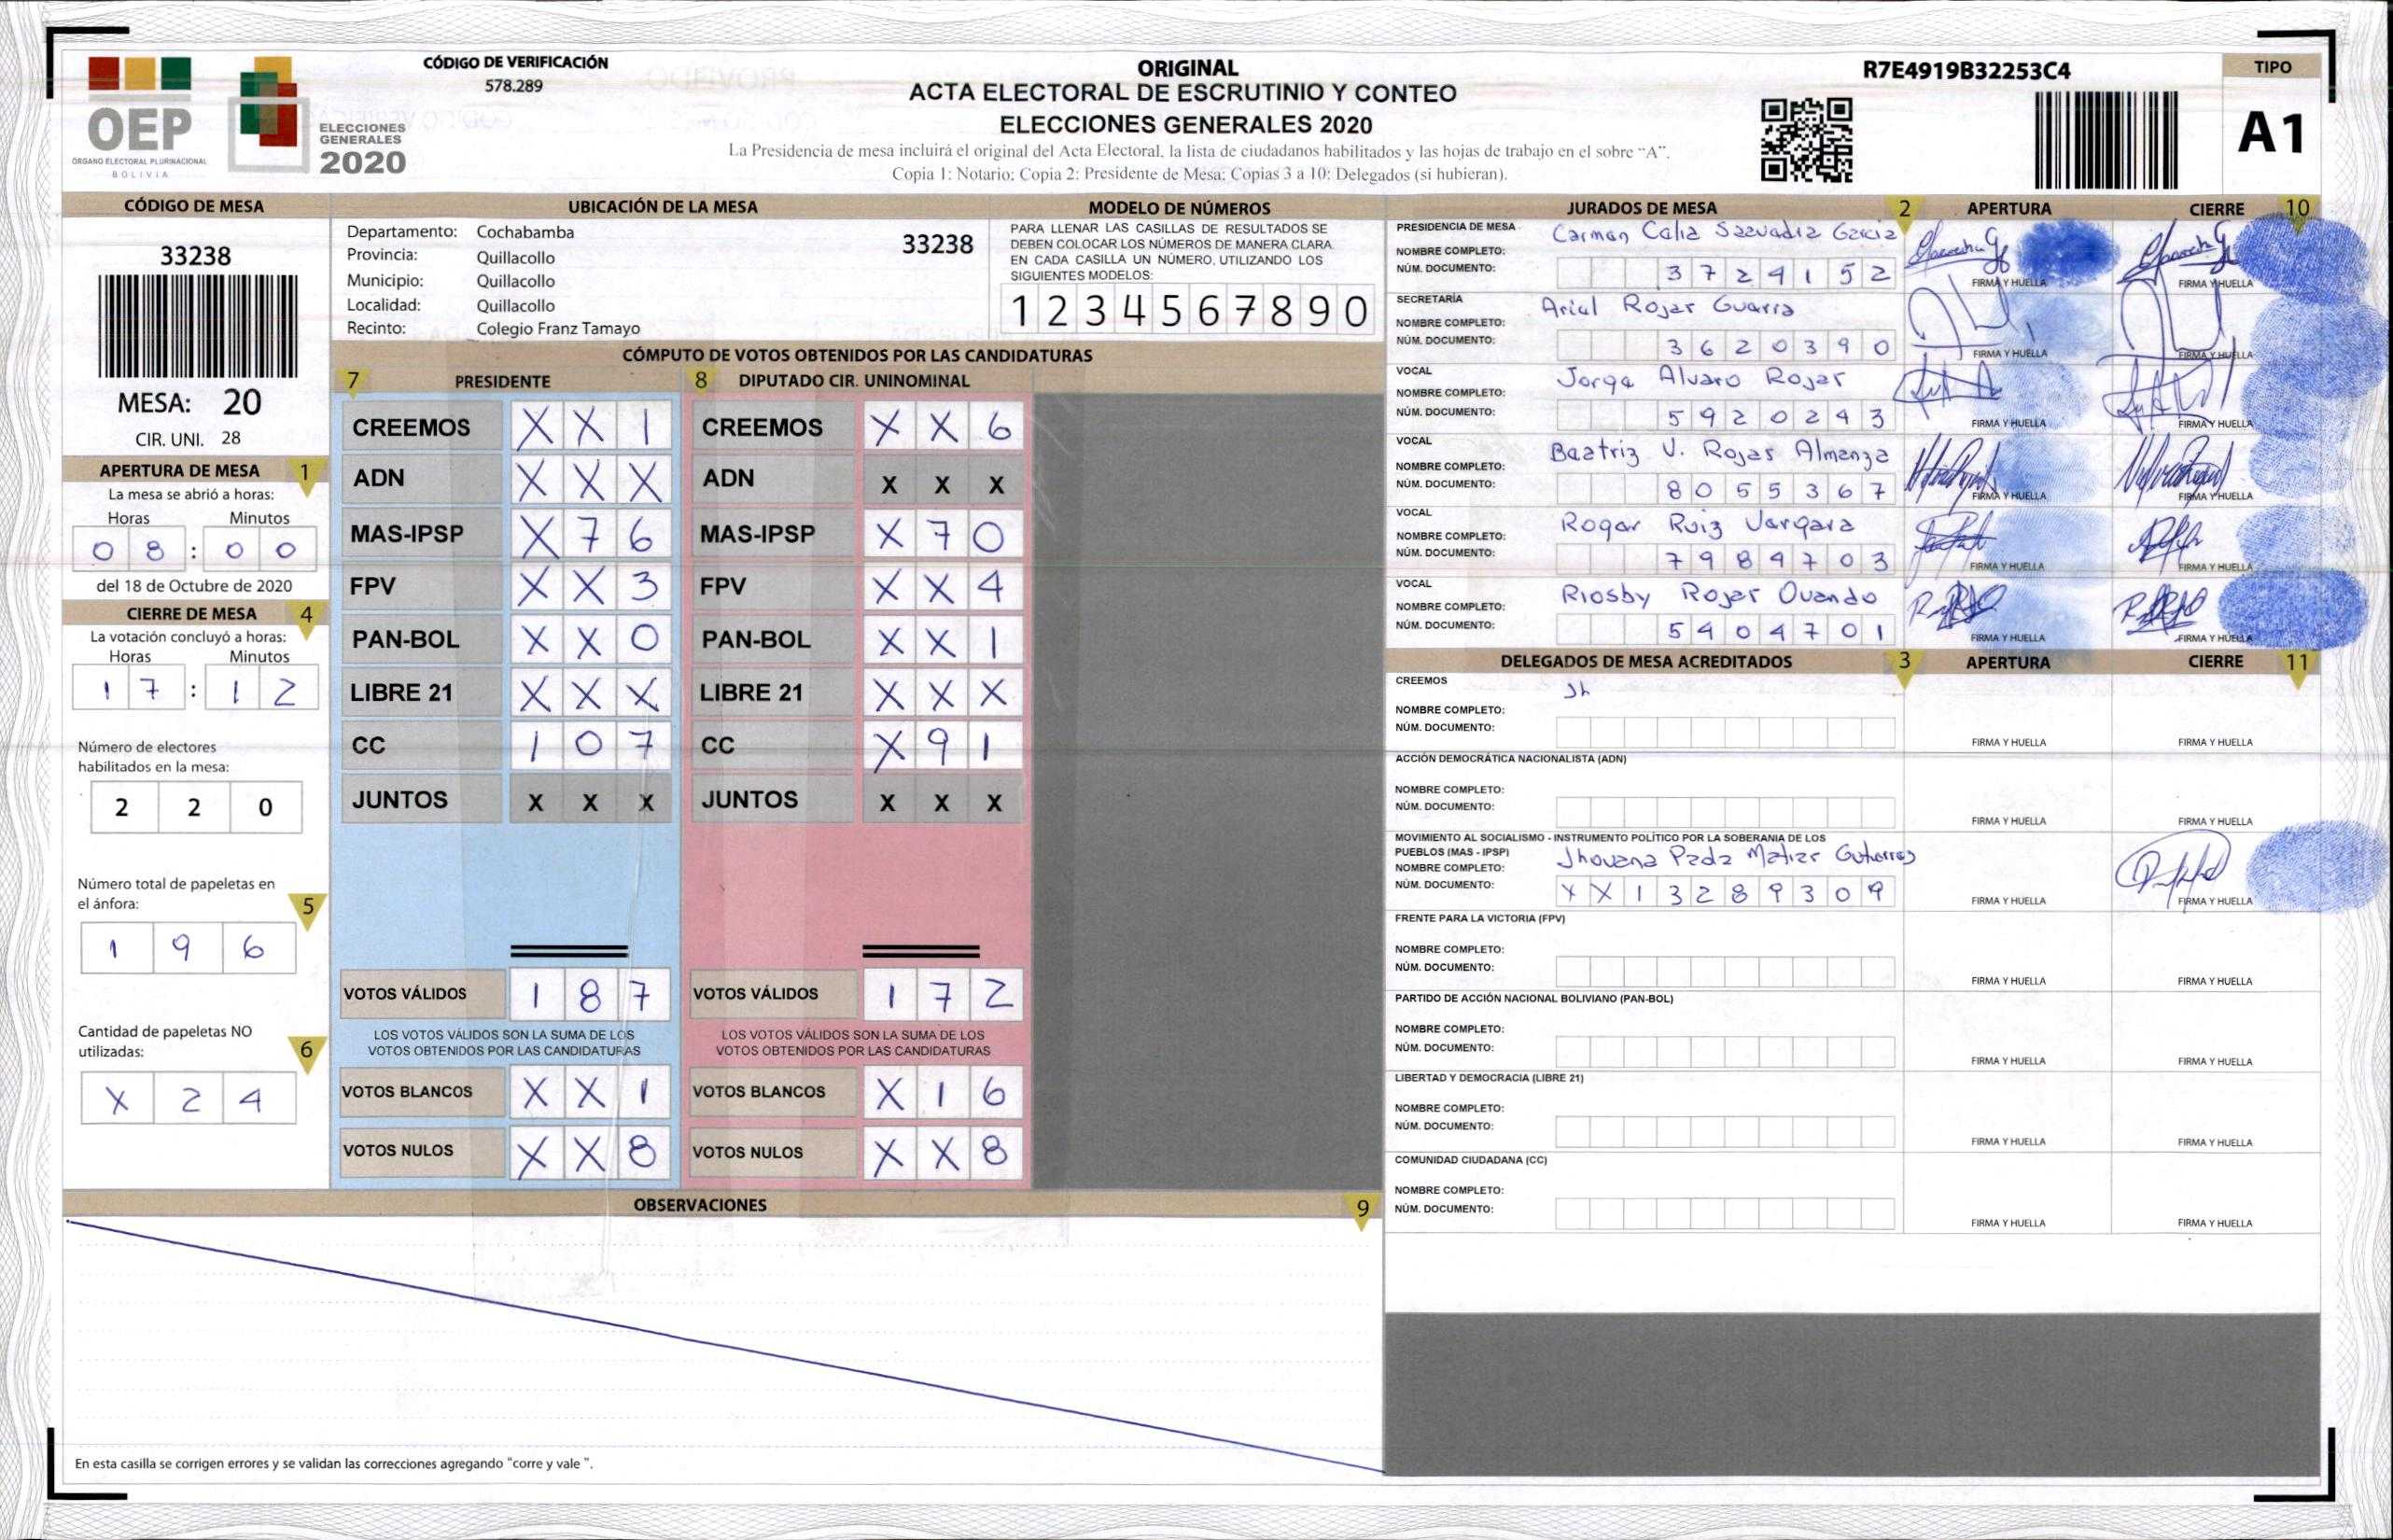 OEP
ÓRGANO ELECTORAL PLURINACIONAL
BOLIVIA
ELECCIONES
GENERALES
2020
CÓDIGO DE VERIFICACIÓN
578.289
ORIGINAL
ACTA ELECTORAL DE ESCRUTINIO Y CONTEO
ELECCIONES GENERALES 2020
La Presidencia de mesa incluirá el original del Acta Electoral, la lista de ciudadanos habilitados y las hojas de trabajo en el sobre "A".
Copia 1: Notario; Copia 2: Presidente de Mesa; Copias 3 a 10: Delegados (si hubieran).
R7E4919B32253C4
TIPO
A1
CÓDIGO DE MESA
33238
MESA: 20
CIR. UNI. 28
APERTURA DE MESA 1
La mesa se abrió a horas:
Horas Minutos
0 8 : 0 0
del 18 de Octubre de 2020
CIERRE DE MESA 4
La votación concluyó a horas:
Horas Minutos
1 7 : 1 2
Número de electores
habilitados en la mesa:
2 2 0
Número total de papeletas en
el ánfora: 5
1 9 6
Cantidad de papeletas NO
utilizadas: 6
X 2 4
UBICACIÓN DE LA MESA
Departamento: Cochabamba
Provincia: Quillacollo
Municipio: Quillacollo
Localidad: Quillacollo
Recinto: Colegio Franz Tamayo
33238
MODELO DE NÚMEROS
PARA LLENAR LAS CASILLAS DE RESULTADOS SE
DEBEN COLOCAR LOS NÚMEROS DE MANERA CLARA.
EN CADA CASILLA UN NÚMERO, UTILIZANDO LOS
SIGUIENTES MODELOS:
1 2 3 4 5 6 7 8 9 0
CÓMPUTO DE VOTOS OBTENIDOS POR LAS CANDIDATURAS
7 PRESIDENTE 8 DIPUTADO CIR. UNINOMINAL
CREEMOS X X 1 CREEMOS X X 6
ADN X X X ADN X X X
MAS-IPSP X 7 6 MAS-IPSP X 7 0
FPV X X 3 FPV X X 4
PAN-BOL X X 0 PAN-BOL X X 1
LIBRE 21 X X X LIBRE 21 X X X
CC 1 0 7 CC X 9 1
JUNTOS X X X JUNTOS X X X
VOTOS VÁLIDOS 1 8 7 VOTOS VÁLIDOS 1 7 2
LOS VOTOS VÁLIDOS SON LA SUMA DE LOS LOS VOTOS VÁLIDOS SON LA SUMA DE LOS
VOTOS OBTENIDOS POR LAS CANDIDATURAS VOTOS OBTENIDOS POR LAS CANDIDATURAS
VOTOS BLANCOS X X 1 VOTOS BLANCOS X 1 6
VOTOS NULOS X X 8 VOTOS NULOS X X 8
OBSERVACIONES 9
En esta casilla se corrigen errores y se validan las correcciones agregando "corre y vale ".
JURADOS DE MESA 2 APERTURA CIERRE 10
PRESIDENCIA DE MESA Carman Calia Garcia
NOMBRE COMPLETO:
NÚM. DOCUMENTO: 3 7 2 4 1 5 2 FIRMA Y HUELLA FIRMA Y HUELLA
SECRETARÍA Arial Rojas Guarra
NOMBRE COMPLETO:
NÚM. DOCUMENTO: 3 6 2 0 3 9 0 FIRMA Y HUELLA FIRMA Y HUELLA
VOCAL Jorga Alvaro Rojas
NOMBRE COMPLETO:
NÚM. DOCUMENTO: 5 9 2 0 2 4 3 FIRMA Y HUELLA FIRMA Y HUELLA
VOCAL Baatriz V. Rojas Almanza
NOMBRE COMPLETO:
NÚM. DOCUMENTO: 8 0 5 5 3 6 7 FIRMA Y HUELLA FIRMA Y HUELLA
VOCAL Rogar Ruiz Vargara
NOMBRE COMPLETO:
NÚM. DOCUMENTO: 7 9 8 4 7 0 3 FIRMA Y HUELLA FIRMA Y HUELLA
VOCAL Riosby Rojas Ovando
NOMBRE COMPLETO:
NÚM. DOCUMENTO: 5 4 0 4 7 0 1 FIRMA Y HUELLA FIRMA Y HUELLA
DELEGADOS DE MESA ACREDITADOS 3 APERTURA CIERRE 11
CREEMOS Jh
NOMBRE COMPLETO:
NÚM. DOCUMENTO: FIRMA Y HUELLA FIRMA Y HUELLA
ACCIÓN DEMOCRÁTICA NACIONALISTA (ADN)
NOMBRE COMPLETO:
NÚM. DOCUMENTO: FIRMA Y HUELLA FIRMA Y HUELLA
MOVIMIENTO AL SOCIALISMO - INSTRUMENTO POLÍTICO POR LA SOBERANIA DE LOS
PUEBLOS (MAS - IPSP) Jhovana Matias
NOMBRE COMPLETO:
NÚM. DOCUMENTO: X X 1 3 2 8 9 3 0 9 FIRMA Y HUELLA FIRMA Y HUELLA
FRENTE PARA LA VICTORIA (FPV)
NOMBRE COMPLETO:
NÚM. DOCUMENTO: FIRMA Y HUELLA FIRMA Y HUELLA
PARTIDO DE ACCIÓN NACIONAL BOLIVIANO (PAN-BOL)
NOMBRE COMPLETO:
NÚM. DOCUMENTO: FIRMA Y HUELLA FIRMA Y HUELLA
LIBERTAD Y DEMOCRACIA (LIBRE 21)
NOMBRE COMPLETO:
NÚM. DOCUMENTO: FIRMA Y HUELLA FIRMA Y HUELLA
COMUNIDAD CIUDADANA (CC)
NOMBRE COMPLETO:
NÚM. DOCUMENTO: FIRMA Y HUELLA FIRMA Y HUELLA